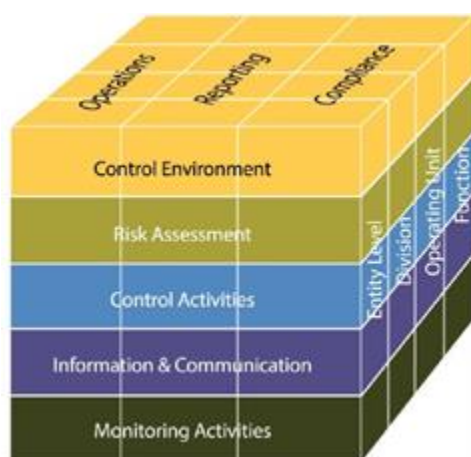 Operations
Reporting
Compliance
Control Environment
Risk Assessment
Control Activities
Information & Communication
Monitoring Activities
Entity Level
Division
Operating Unit
Function